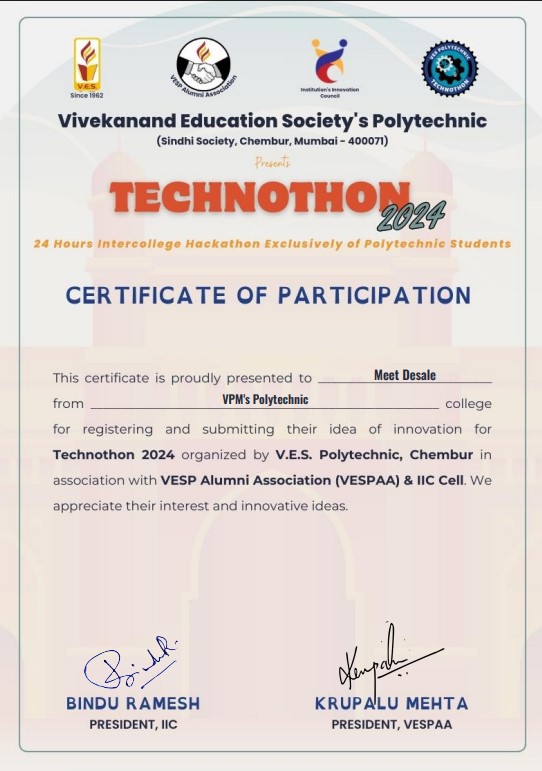 V.E.S.
Since 1962
VESP Alumni Association
Institution's Innovation
Council
VES POLYTECHNIC
TECHNOTHON
Vivekanand Education Society's Polytechnic
(Sindhi Society, Chembur, Mumbai - 400071)
Presents
TECHNOTHON
2024
24 Hours Intercollege Hackathon Exclusively of Polytechnic Students
CERTIFICATE OF PARTICIPATION
This certificate is proudly presented to Meet Desale
from VPM's Polytechnic college
for registering and submitting their idea of innovation for
Technothon 2024 organized by V.E.S. Polytechnic, Chembur in
association with VESP Alumni Association (VESPAA) & IIC Cell. We
appreciate their interest and innovative ideas.
BinduR.
Krupalu
BINDU RAMESH
KRUPALU MEHTA
PRESIDENT, IIC
PRESIDENT, VESPAA